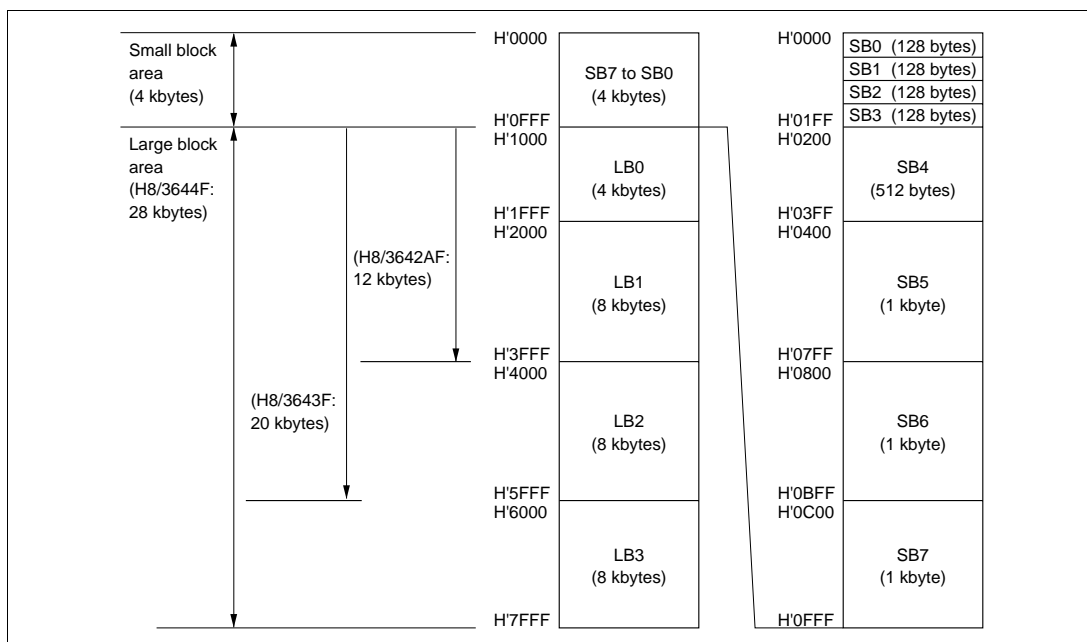 Small block
area
(4 kbytes)
Large block
area
(H8/3644F:
28 kbytes)
(H8/3642AF:
12 kbytes)
(H8/3643F:
20 kbytes)
H'0000
SB7 to SB0
(4 kbytes)
H'0FFF
H'1000
LB0
(4 kbytes)
H'1FFF
H'2000
LB1
(8 kbytes)
H'3FFF
H'4000
LB2
(8 kbytes)
H'5FFF
H'6000
LB3
(8 kbytes)
H'7FFF
H'0000
SB0 (128 bytes)
SB1 (128 bytes)
SB2 (128 bytes)
SB3 (128 bytes)
H'01FF
H'0200
SB4
(512 bytes)
H'03FF
H'0400
SB5
(1 kbyte)
H'07FF
H'0800
SB6
(1 kbyte)
H'0BFF
H'0C00
SB7
(1 kbyte)
H'0FFF